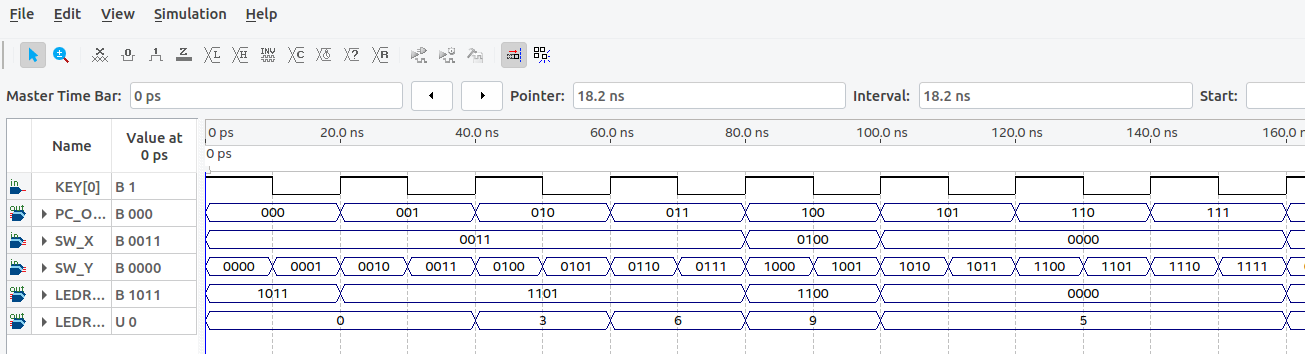 File Edit View Simulation Help
0 1 Z L H INV C ? R
Master Time Bar: 0 ps Pointer: 18.2 ns Interval: 18.2 ns Start:
Name Value at 0 ps 0 ps 20.0 ns 40.0 ns 60.0 ns 80.0 ns 100.0 ns 120.0 ns 140.0 ns 160.0
0 ps
in KEY[0] B 1
out PC_O... B 000 000 001 010 011 100 101 110 111
in SW_X B 0011 0011 0100 0000
in SW_Y B 0000 0000 0001 0010 0011 0100 0101 0110 0111 1000 1001 1010 1011 1100 1101 1110 1111
out LEDR... B 1011 1011 1101 1100 0000
out LEDR... U 0 0 3 6 9 5